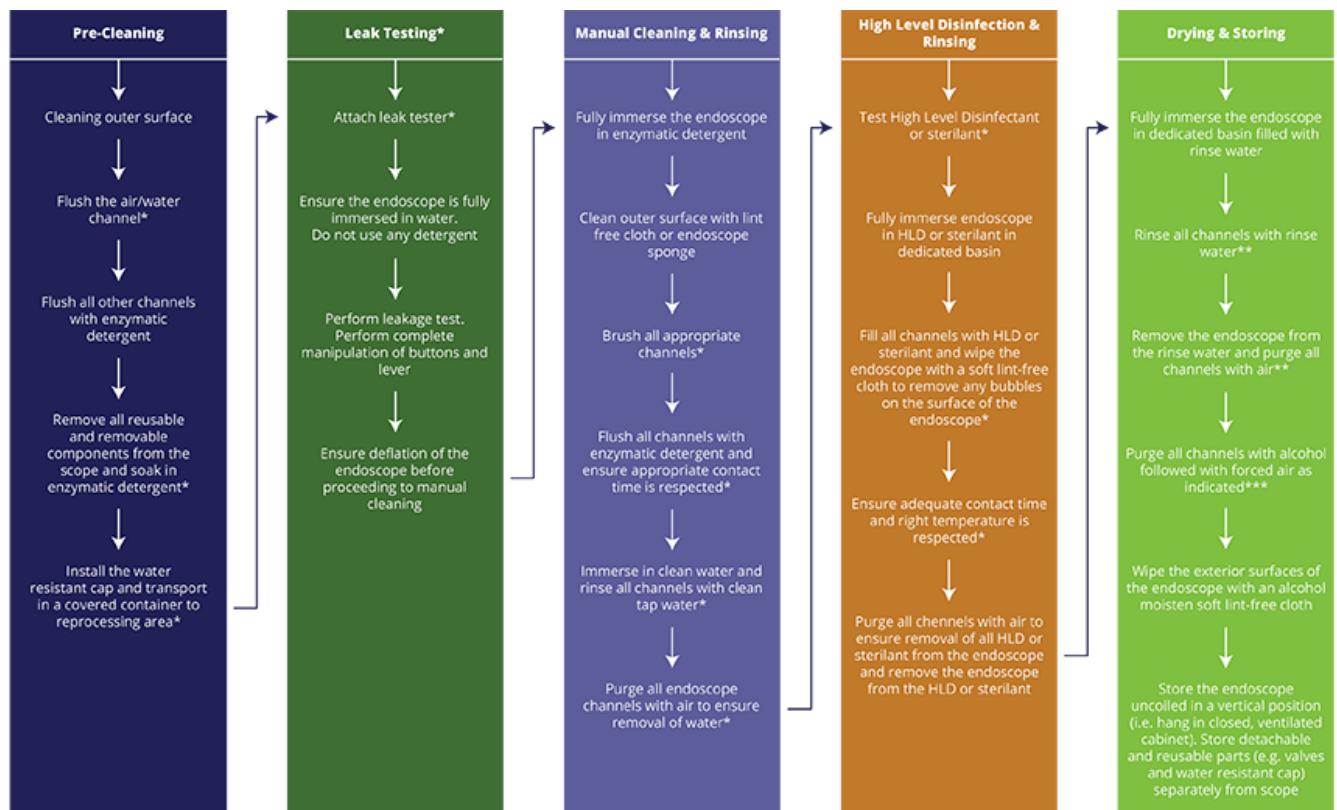 Pre-Cleaning
Cleaning outer surface
Flush the air/water
channel*
Flush all other channels
with enzymatic
detergent
Remove all reusable
and removable
components from the
scope and soak in
enzymatic detergent*
Install the water
resistant cap and transport
in a covered container to
reprocessing area*
Leak Testing*
Attach leak tester*
Ensure the endoscope is fully
immersed in water.
Do not use any detergent
Perform leakage test.
Perform complete
manipulation of buttons and
lever
Ensure deflation of the
endoscope before
proceeding to manual
cleaning
Manual Cleaning & Rinsing
Fully immerse the endoscope
in enzymatic detergent
Clean outer surface with lint
free cloth or endoscope
sponge
Brush all appropriate
channels*
Flush all channels with
enzymatic detergent and
ensure appropriate contact
time is respected*
Immerse in clean water and
rinse all channels with clean
tap water*
Purge all endoscope
channels with air to ensure
removal of water*
High Level Disinfection &
Rinsing
Test High Level Disinfectant
or sterilant*
Fully immerse endoscope
in HLD or sterilant in
dedicated basin
Fill all channels with HLD or
sterilant and wipe the
endoscope with a soft lint-free
cloth to remove any bubbles
on the surface of the
endoscope*
Ensure adequate contact time
and right temperature is
respected*
Purge all chennels with air to
ensure removal of all HLD or
sterilant from the endoscope
and remove the endoscope
from the HLD or sterilant
Drying & Storing
Fully immerse the endoscope
in dedicated basin filled with
rinse water
Rinse all channels with rinse
water**
Remove the endoscope from
the rinse water and purge all
channels with air**
Purge all channels with alcohol
followed with forced air as
indicated***
Wipe the exterior surfaces of
the endoscope with an alcohol
moisten soft lint-free cloth
Store the endoscope
uncoiled in a vertical position
(i.e. hang in closed, ventilated
cabinet). Store detachable
and reusable parts (e.g. valves
and water resistant cap)
separately from scope